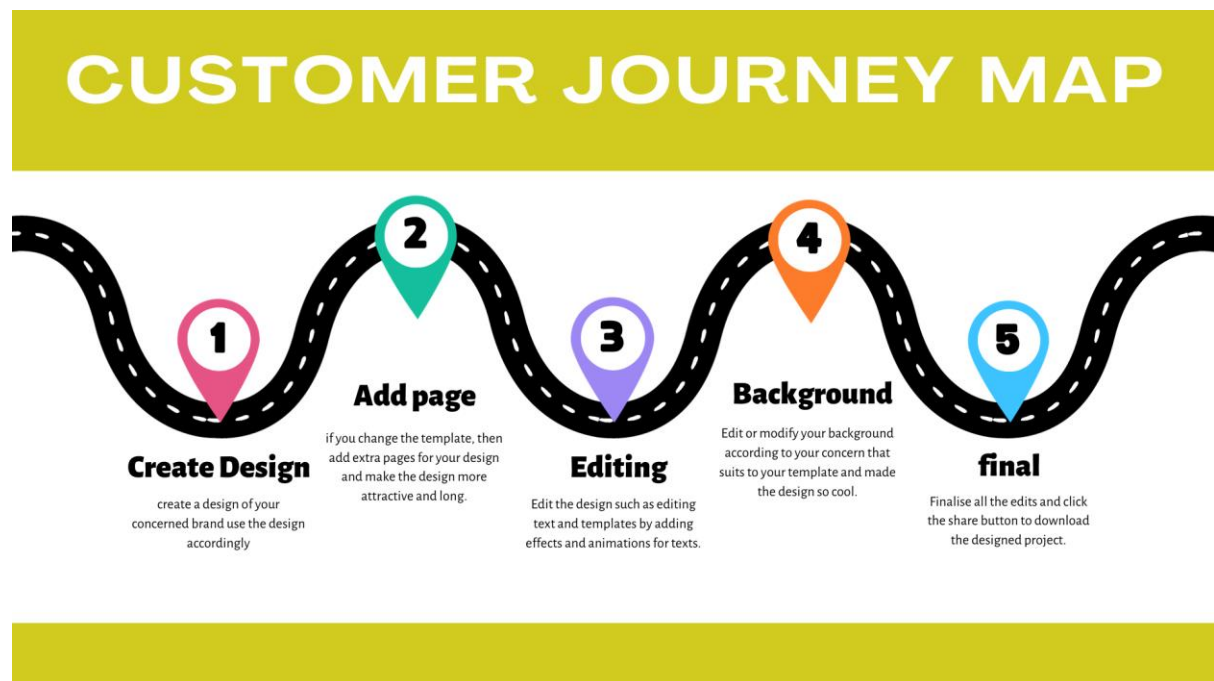 CUSTOMER JOURNEY MAP
1
Create Design
create a design of your
concerned brand use the design
accordingly
2
Add page
if you change the template, then
add extra pages for your design
and make the design more
attractive and long.
3
Editing
Edit the design such as editing
text and templates by adding
effects and animations for texts.
4
Background
Edit or modify your background
according to your concern that
suits to your template and made
the design so cool.
5
final
Finalise all the edits and click
the share button to download
the designed project.